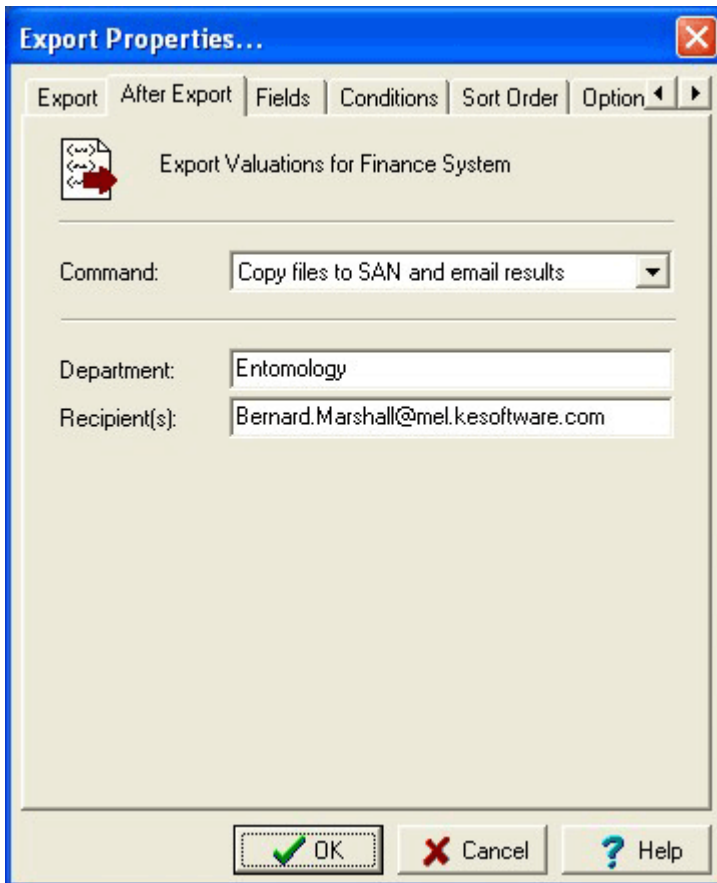 Export Properties...
Export After Export Fields Conditions Sort Order Option
Export Valuations for Finance System
Command: Copy files to SAN and email results
Department: Entomology
Recipient(s): Bernard.Marshall@mel.kesoftware.com
OK Cancel ? Help